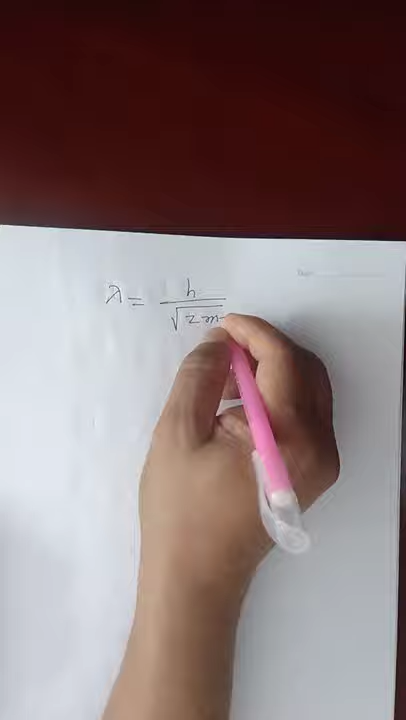 λ = h / √2m